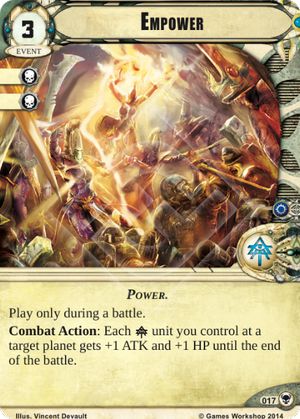 3
EMPOWER
EVENT
POWER.
Play only during a battle.
Combat Action: Each unit you control at a
target planet gets +1 ATK and +1 HP until the end
of the battle.
017
Illus. Vincent Devault
© Games Workshop 2014